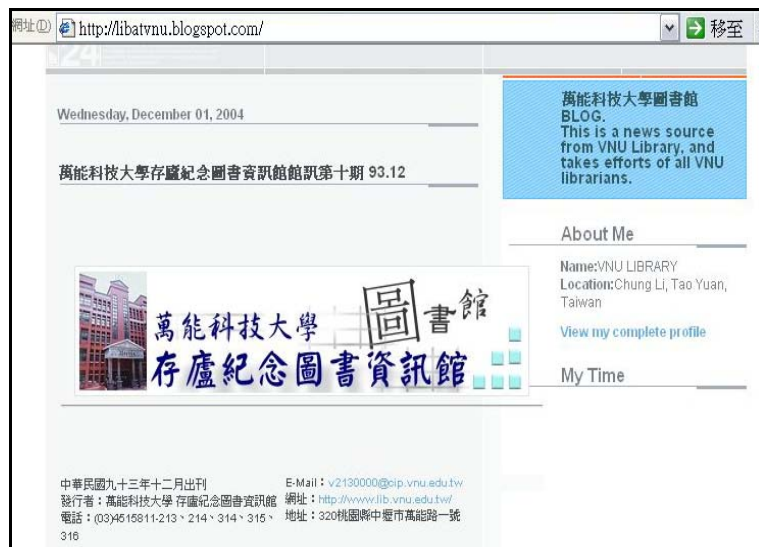 網址(D) http://libatvnu.blogspot.com/ 移至
24
Wednesday, December 01, 2004
萬能科技大學存廬紀念圖書資訊館館訊第十期 93.12
圖書館
萬能科技大學
存廬紀念圖書資訊館
中華民國九十三年十二月出刊
發行者：萬能科技大學 存廬紀念圖書資訊館
電話：(03)4515811-213、214、314、315、
316
E-Mail：v2130000@cip.vnu.edu.tw
網址：http://www.lib.vnu.edu.tw/
地址：320桃園縣中壢市萬能路一號
萬能科技大學圖書館
BLOG.
This is a news source
from VNU Library, and
takes efforts of all VNU
librarians.
About Me
Name:VNU LIBRARY
Location:Chung Li, Tao Yuan,
Taiwan
View my complete profile
My Time